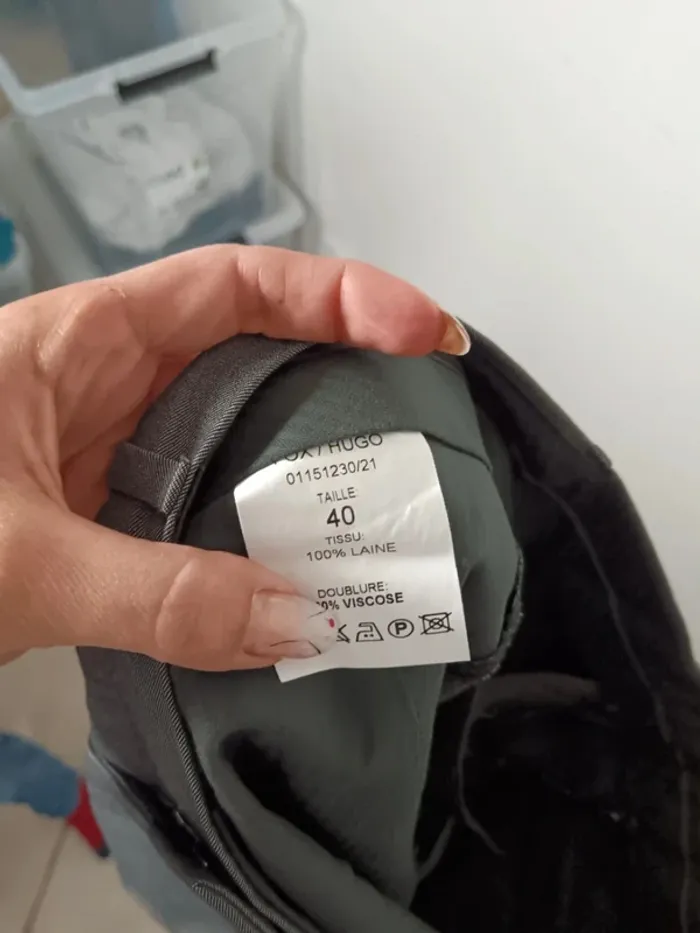 HUGO
01151230/21
TAILLE:
40
TISSU:
100% LAINE
DOUBLURE:
% VISCOSE
P